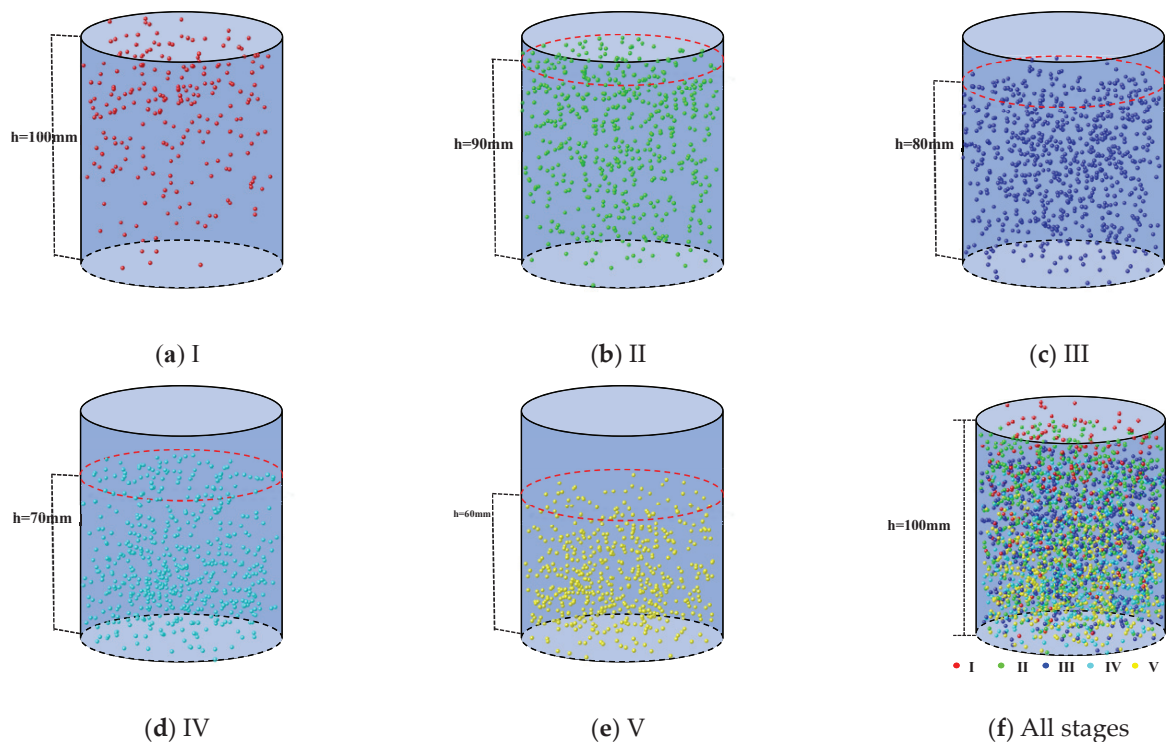 h=100mm
h=90mm
h=80mm
(a) I
(b) II
(c) III
h=70mm
h=60mm
h=100mm
I II III IV V
(d) IV
(e) V
(f) All stages